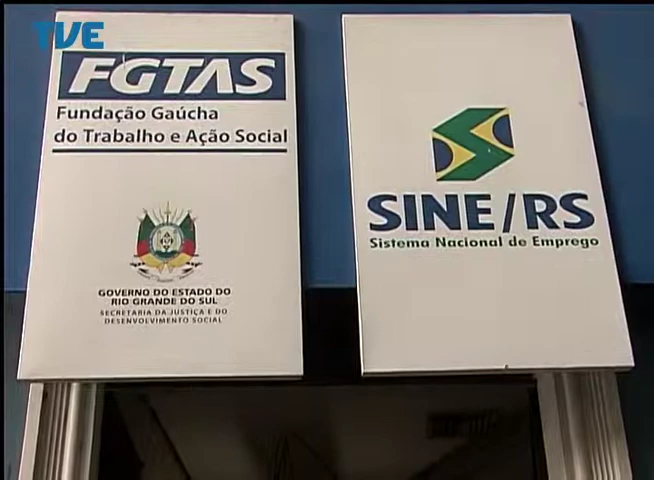 TVE
FGTAS
Fundação Gaúcha
do Trabalho e Ação Social
GOVERNO DO ESTADO DO
RIO GRANDE DO SUL
SECRETARIA DA JUSTIÇA E DO
DESENVOLVIMENTO SOCIAL
SINE/RS
Sistema Nacional de Emprego